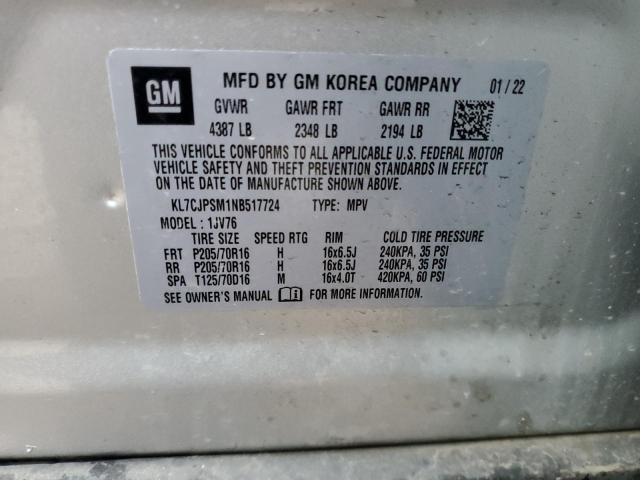 GM
MFD BY GM KOREA COMPANY 01 / 22
GVWR GAWR FRT GAWR RR
4387 LB 2348 LB 2194 LB
THIS VEHICLE CONFORMS TO ALL APPLICABLE U.S. FEDERAL MOTOR
VEHICLE SAFETY AND THEFT PREVENTION STANDARDS IN EFFECT
ON THE DATE OF MANUFACTURE SHOWN ABOVE.
KL7CJPSM1NB517724 TYPE: MPV
MODEL : 1JV76
TIRE SIZE SPEED RTG RIM COLD TIRE PRESSURE
FRT P205/70R16 H 16x6.5J 240KPA, 35 PSI
RR P205/70R16 H 16x6.5J 240KPA, 35 PSI
SPA T125/70D16 M 16x4.0T 420KPA, 60 PSI
SEE OWNER'S MANUAL FOR MORE INFORMATION.